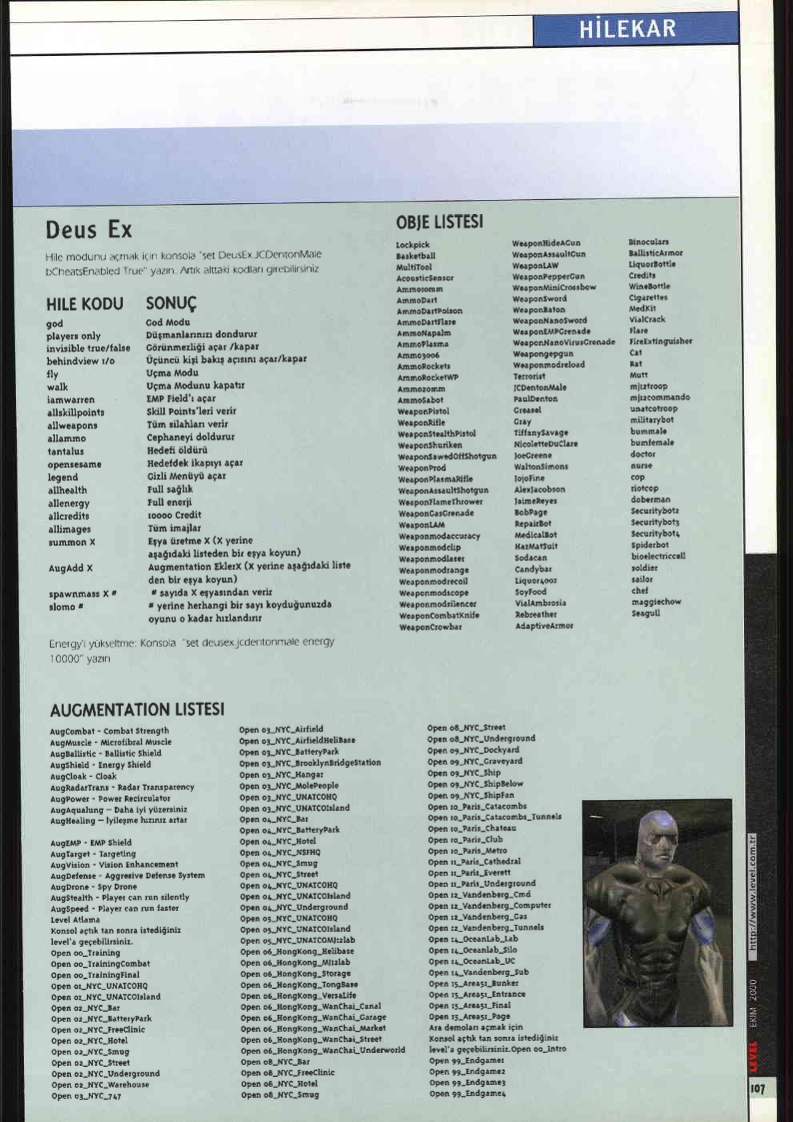 HİLEKAR
Deus Ex
Hile modunu açmak için konsola "set DeusEx.JCDentonMale
bCheatsEnabled True" yazın. Artık alttaki kodları girebilirsiniz
HILE KODU SONUÇ
god God Modu
players only Düşmanlarınızı dondurur
invisible true/false Görünmezliği açar /kapar
behindview 1/0 Üçüncü kişi bakış açısını açar/kapar
fly Uçma Modu
walk Uçma Modunu kapatır
iamwarren EMP Field'ı açar
allskillpoints Skill Points'leri verir
allweapons Tüm silahları verir
allammo Cephaneyi doldurur
tantalus Hedefi öldürü
opensesame Hedefdek ikapıyı açar
legend Gizli Menüyü açar
allhealth Full sağlık
allenergy Full enerji
allcredits 10000 Credit
allimages Tüm imajlar
summon X Eşya üretme X (X yerine
aşağıdaki listeden bir eşya koyun)
AugAdd X Augmentation EklerX (X yerine aşağıdaki liste
den bir eşya koyun)
spawnmass X # # sayıda X eşyasından verir
slomo # # yerine herhangi bir sayı koyduğunuzda
oyunu o kadar hızlandırır
Energy'i yükseltme: Konsola "set deusex.jcdentonmale energy
10000" yazın
OBJE LISTESI
Lockpick
Basketball
MultiTool
AcousticSensor
Ammo10mm
AmmoDart
AmmoDartPoison
AmmoDartFlare
AmmoNapalm
AmmoPlasma
Ammo3006
AmmoRockets
AmmoRocketWP
Ammo20mm
AmmoSabot
WeaponPistol
WeaponRifle
WeaponStealthPistol
WeaponShuriken
WeaponSawedOffShotgun
WeaponProd
WeaponPlasmaRifle
WeaponAssaultShotgun
WeaponFlameThrower
WeaponGasGrenade
WeaponLAM
Weaponmodaccuracy
Weaponmodclip
Weaponmodlaser
Weaponmodrange
Weaponmodrecoil
Weaponmodscope
Weaponmodsilencer
WeaponCombatKnife
WeaponCrowbar
WeaponHideAGun
WeaponAssaultGun
WeaponLAW
WeaponPepperGun
WeaponMiniCrossbow
WeaponSword
WeaponBaton
WeaponNanoSword
WeaponEMPGrenade
WeaponNanoVirusGrenade
Weapongepgun
Weaponmodreload
Terrorist
JCDentonMale
PaulDenton
Greasel
Gray
TiffanySavage
NicoletteDuClare
JoeGreene
WaltonSimons
JoJoFine
AlexJacobson
JaimeReyes
BobPage
RepairBot
MedicalBot
HazMatSuit
Sodacan
Candybar
Liquor40oz
SoyFood
VialAmbrosia
Rebreather
AdaptiveArmor
Binoculars
BallisticArmor
LiquorBottle
Credits
WineBottle
Cigarettes
MedKit
VialCrack
Flare
FireExtinguisher
Cat
Rat
Mutt
mj12troop
mj12commando
unatcotroop
militarybot
bummale
bumfemale
doctor
nurse
cop
riotcop
doberman
Securitybot2
Securitybot3
Securitybot4
Spiderbot
bioelectriccell
soldier
sailor
chef
maggiechow
Seagull
AUGMENTATION LISTESI
AugCombat - Combat Strength
AugMuscle - Microfibral Muscle
AugBallistic - Ballistic Shield
AugShield - Energy Shield
AugCloak - Cloak
AugRadarTrans - Radar Transparency
AugPower - Power Recirculator
AugAqualung — Daha iyi yüzersiniz
AugHealing — İyileşme hızınız artar
AugEMP - EMP Shield
AugTarget - Targeting
AugVision - Vision Enhancement
AugDefense - Aggresive Defense System
AugDrone - Spy Drone
AugStealth - Player can run silently
AugSpeed - Player can run faster
Level Atlama
Konsol açtık tan sonra istediğiniz
level'a geçebilirsiniz.
Open 00_Training
Open 00_TrainingCombat
Open 00_TrainingFinal
Open 01_NYC_UNATCOHQ
Open 01_NYC_UNATCOIsland
Open 02_NYC_Bar
Open 02_NYC_BatteryPark
Open 02_NYC_FreeClinic
Open 02_NYC_Hotel
Open 02_NYC_Smug
Open 02_NYC_Street
Open 02_NYC_Underground
Open 02_NYC_Warehouse
Open 03_NYC_747
Open 03_NYC_Airfield
Open 03_NYC_AirfieldHeliBase
Open 03_NYC_BatteryPark
Open 03_NYC_BrooklynBridgeStation
Open 03_NYC_Hangar
Open 03_NYC_MolePeople
Open 03_NYC_UNATCOHQ
Open 03_NYC_UNATCOIsland
Open 04_NYC_Bar
Open 04_NYC_BatteryPark
Open 04_NYC_Hotel
Open 04_NYC_NSFHQ
Open 04_NYC_Smug
Open 04_NYC_Street
Open 04_NYC_UNATCOHQ
Open 04_NYC_UNATCOIsland
Open 04_NYC_Underground
Open 05_NYC_UNATCOHQ
Open 05_NYC_UNATCOIsland
Open 05_NYC_UNATCOMJ12lab
Open 06_HongKong_Helibase
Open 06_HongKong_MJ12lab
Open 06_HongKong_Storage
Open 06_HongKong_TongBase
Open 06_HongKong_VersaLife
Open 06_HongKong_WanChai_Canal
Open 06_HongKong_WanChai_Garage
Open 06_HongKong_WanChai_Market
Open 06_HongKong_WanChai_Street
Open 06_HongKong_WanChai_Underworld
Open 08_NYC_Bar
Open 08_NYC_FreeClinic
Open 08_NYC_Hotel
Open 08_NYC_Smug
Open 08_NYC_Street
Open 08_NYC_Underground
Open 09_NYC_Dockyard
Open 09_NYC_Graveyard
Open 09_NYC_Ship
Open 09_NYC_ShipBelow
Open 09_NYC_ShipFan
Open 10_Paris_Catacombs
Open 10_Paris_Catacombs_Tunnels
Open 10_Paris_Chateau
Open 10_Paris_Club
Open 10_Paris_Metro
Open 11_Paris_Cathedral
Open 11_Paris_Everett
Open 11_Paris_Underground
Open 12_Vandenberg_Cmd
Open 12_Vandenberg_Computer
Open 12_Vandenberg_Gas
Open 12_Vandenberg_Tunnels
Open 14_OceanLab_Lab
Open 14_Oceanlab_Silo
Open 14_OceanLab_UC
Open 14_Vandenberg_Sub
Open 15_Area51_Bunker
Open 15_Area51_Entrance
Open 15_Area51_Final
Open 15_Area51_Page
Ara demoları açmak için
Konsol açtık tan sonra istediğiniz
level'a geçebilirsiniz.Open 00_Intro
Open 99_Endgame1
Open 99_Endgame2
Open 99_Endgame3
Open 99_Endgame4
http://www.level.com.tr
LEVEL EKIM 2000
107